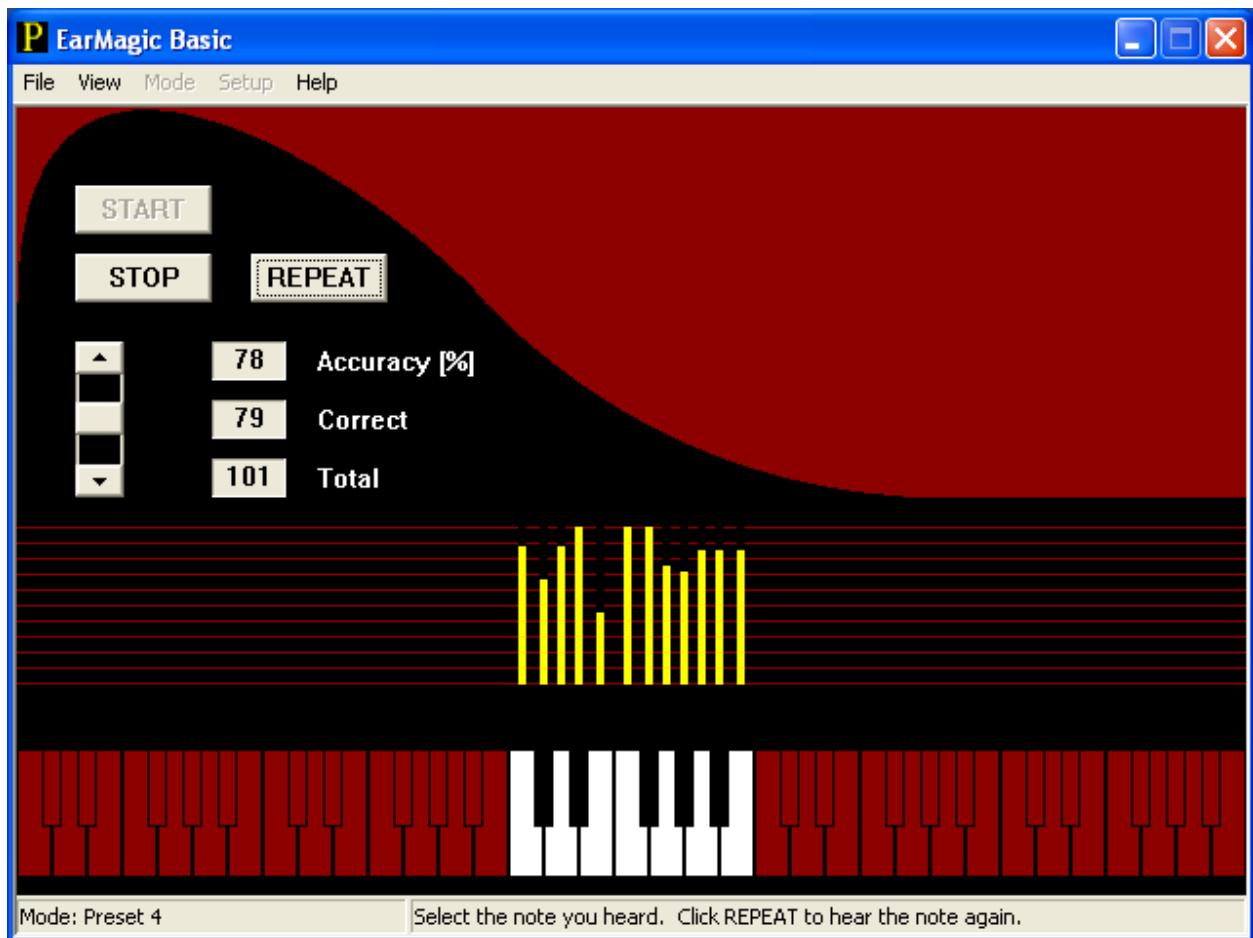 P EarMagic Basic
File View Mode Setup Help
START
STOP REPEAT
78 Accuracy [%]
79 Correct
101 Total
Mode: Preset 4 Select the note you heard. Click REPEAT to hear the note again.